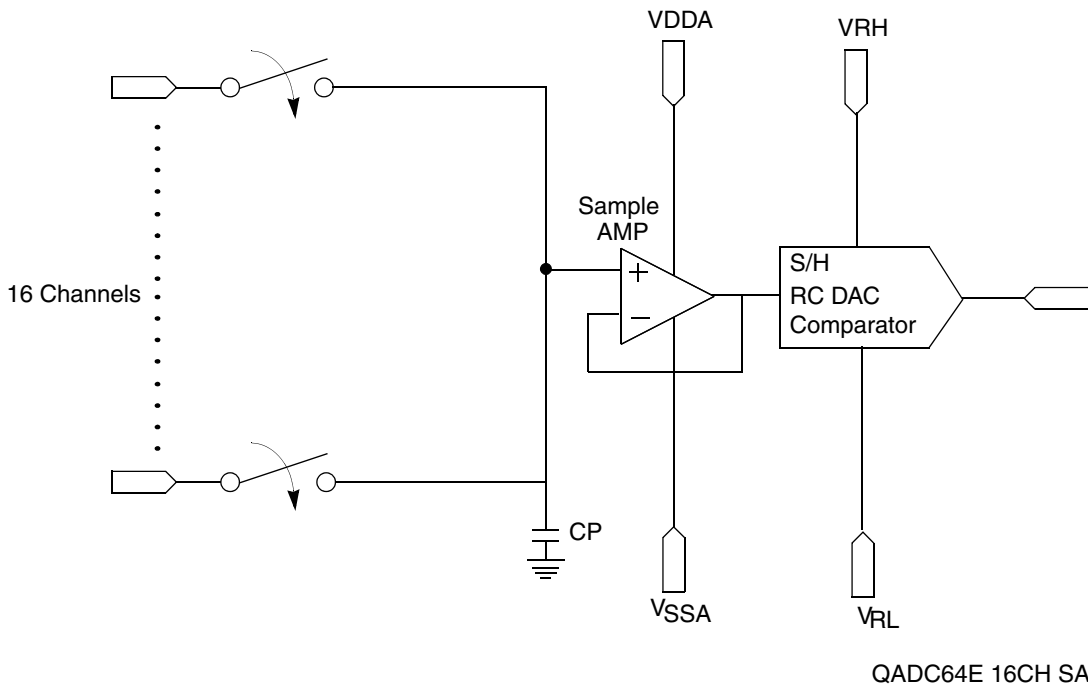 VDDA
VRH
Sample
AMP
+
−
S/H
RC DAC
Comparator
16 Channels
CP
VSSA
VRL
QADC64E 16CH SA